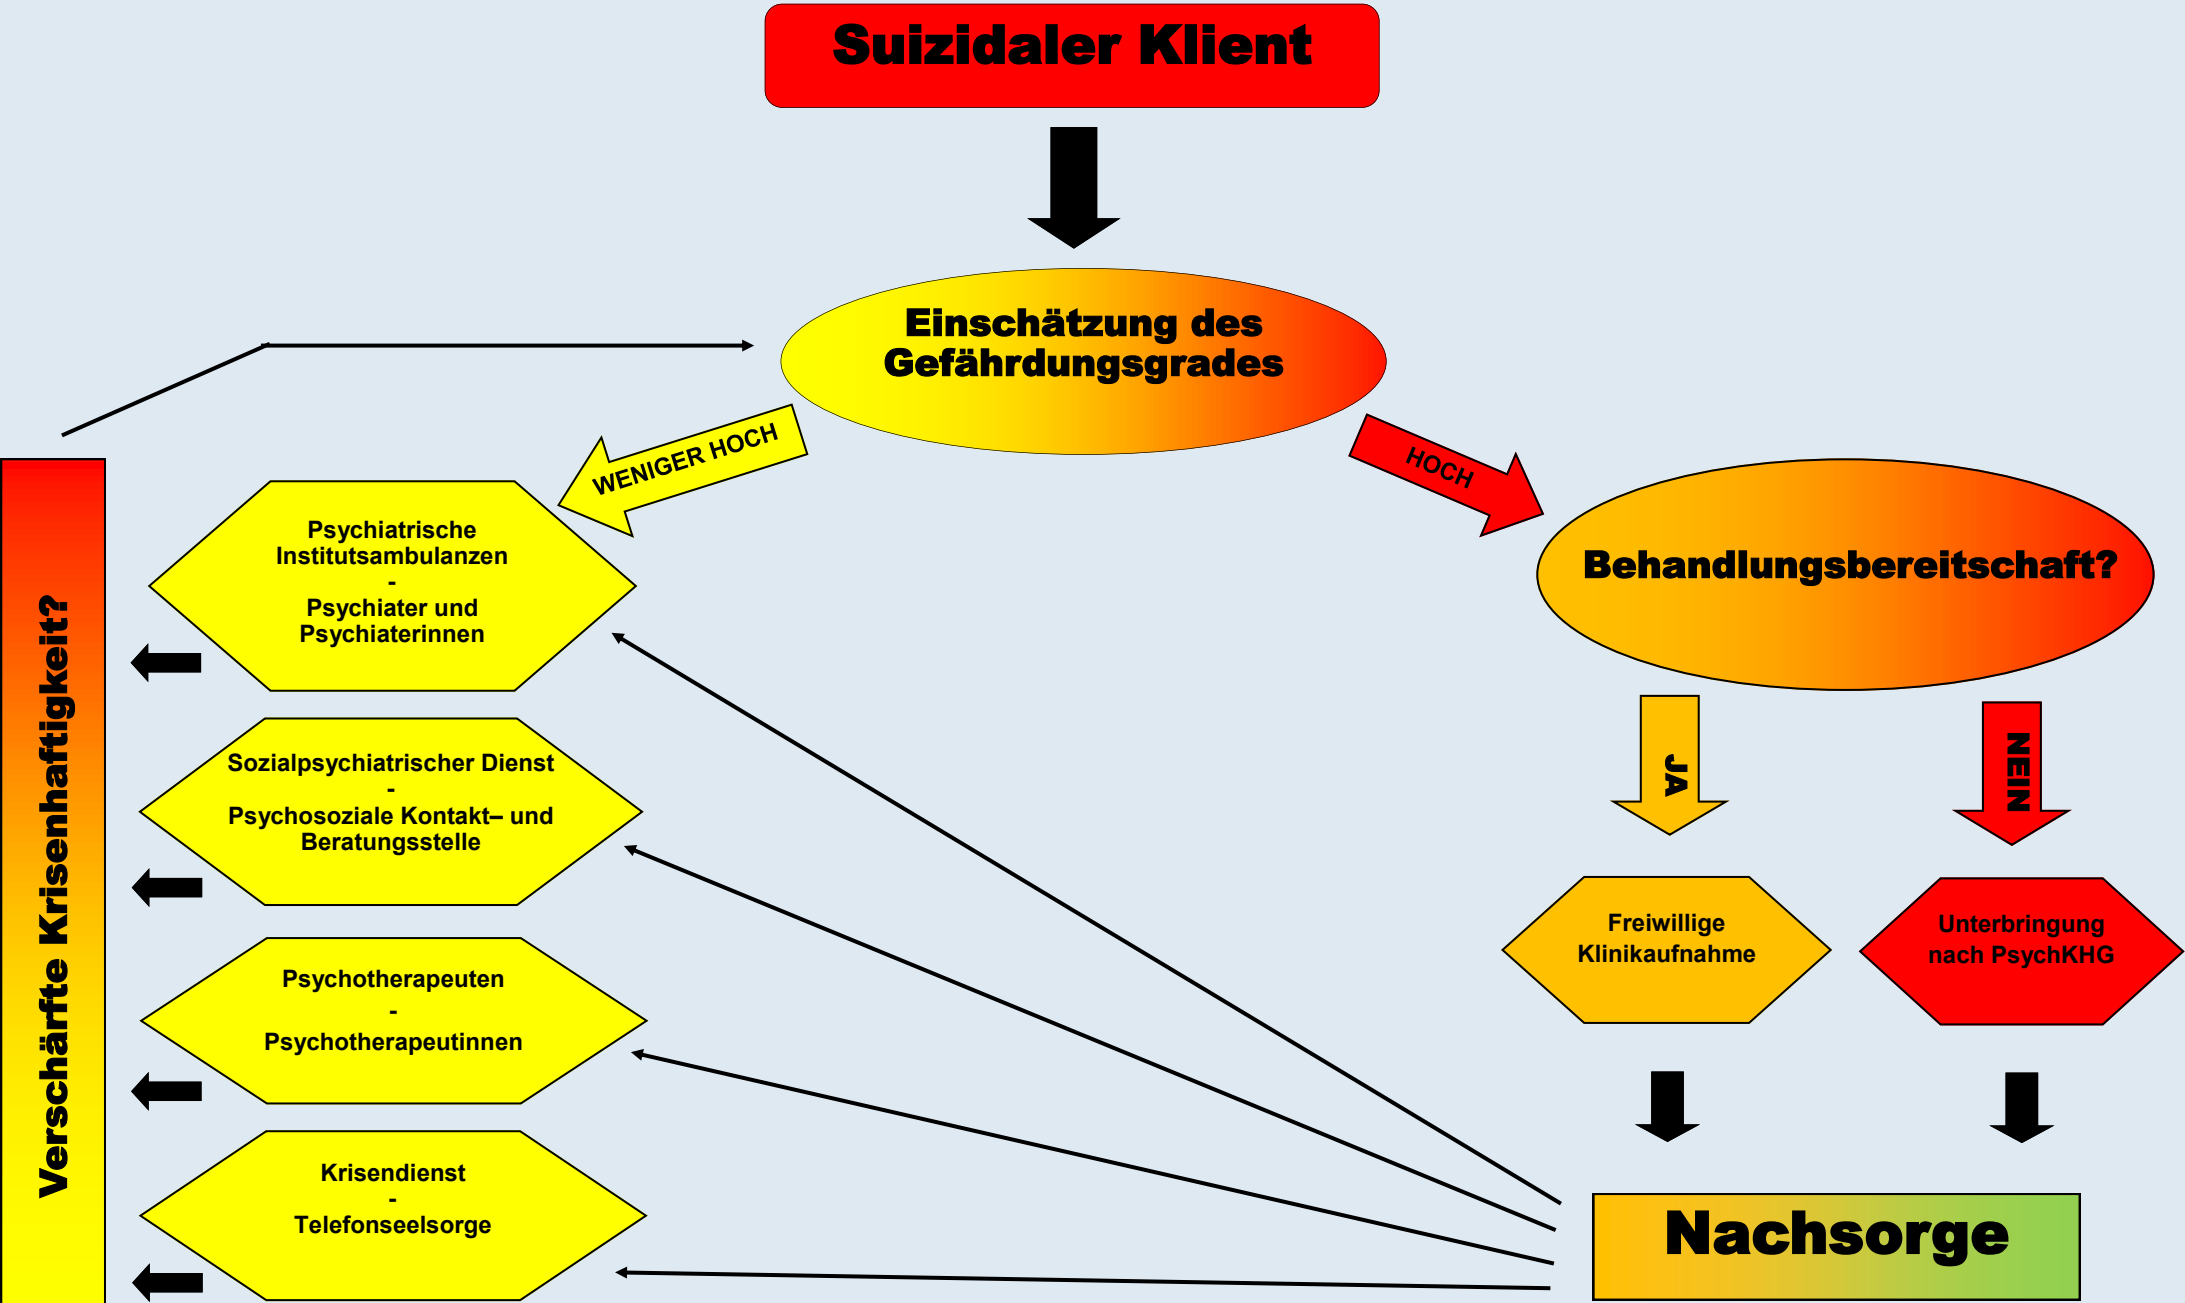 Suizidaler Klient
Einschätzung des
Gefährdungsgrades
WENIGER HOCH
HOCH
Behandlungsbereitschaft?
JA
NEIN
Freiwillige
Klinikaufnahme
Unterbringung
nach PsychKHG
Nachsorge
Psychiatrische
Institutsambulanzen
-
Psychiater und
Psychiaterinnen
Sozialpsychiatrischer Dienst
-
Psychosoziale Kontakt– und
Beratungsstelle
Psychotherapeuten
-
Psychotherapeutinnen
Krisendienst
-
Telefonseelsorge
Verschärfte Krisenhaftigkeit?